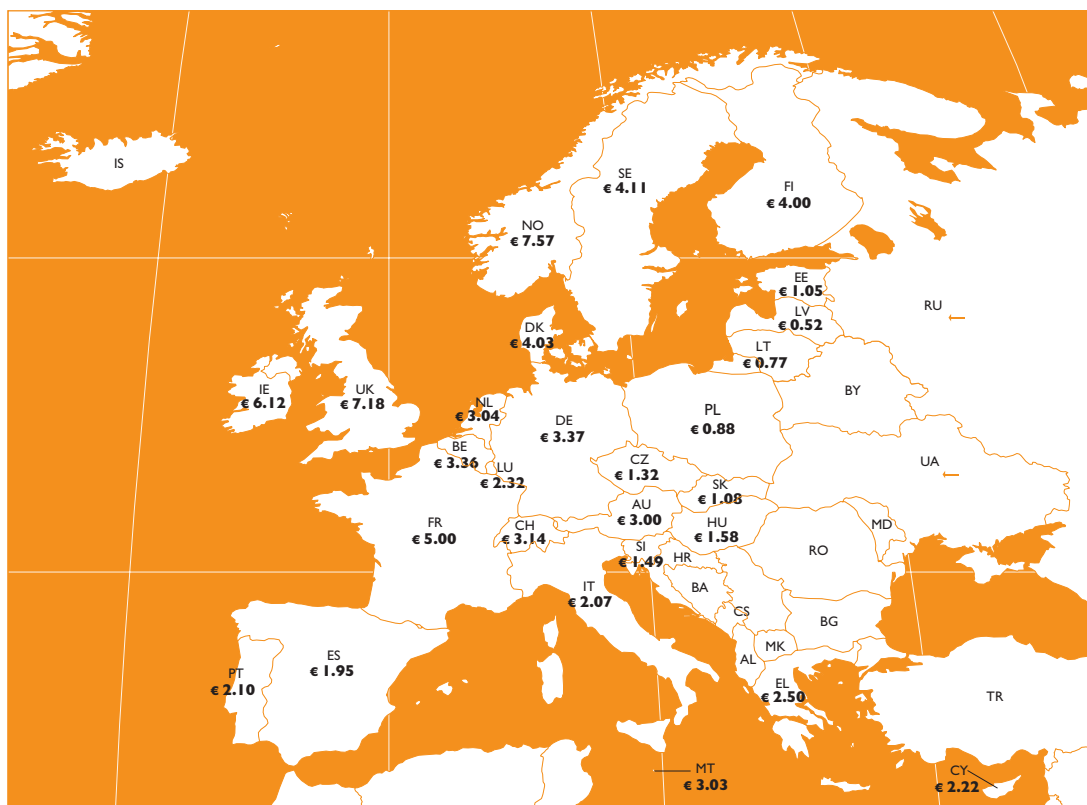 IS
SE
€ 4.11
FI
€ 4.00
NO
€ 7.57
EE
€ 1.05
RU
LV
€ 0.52
DK
€ 4.03
LT
€ 0.77
BY
IE
€ 6.12
UK
€ 7.18
NL
€ 3.04
DE
€ 3.37
PL
€ 0.88
BE
€ 3.36
LU
€ 2.32
CZ
€ 1.32
UA
SK
€ 1.08
AU
€ 3.00
FR
€ 5.00
CH
€ 3.14
HU
€ 1.58
MD
SI
€ 1.49
HR
RO
IT
€ 2.07
BA
CS
BG
MK
AL
ES
€ 1.95
PT
€ 2.10
EL
€ 2.50
TR
MT
€ 3.03
CY
€ 2.22